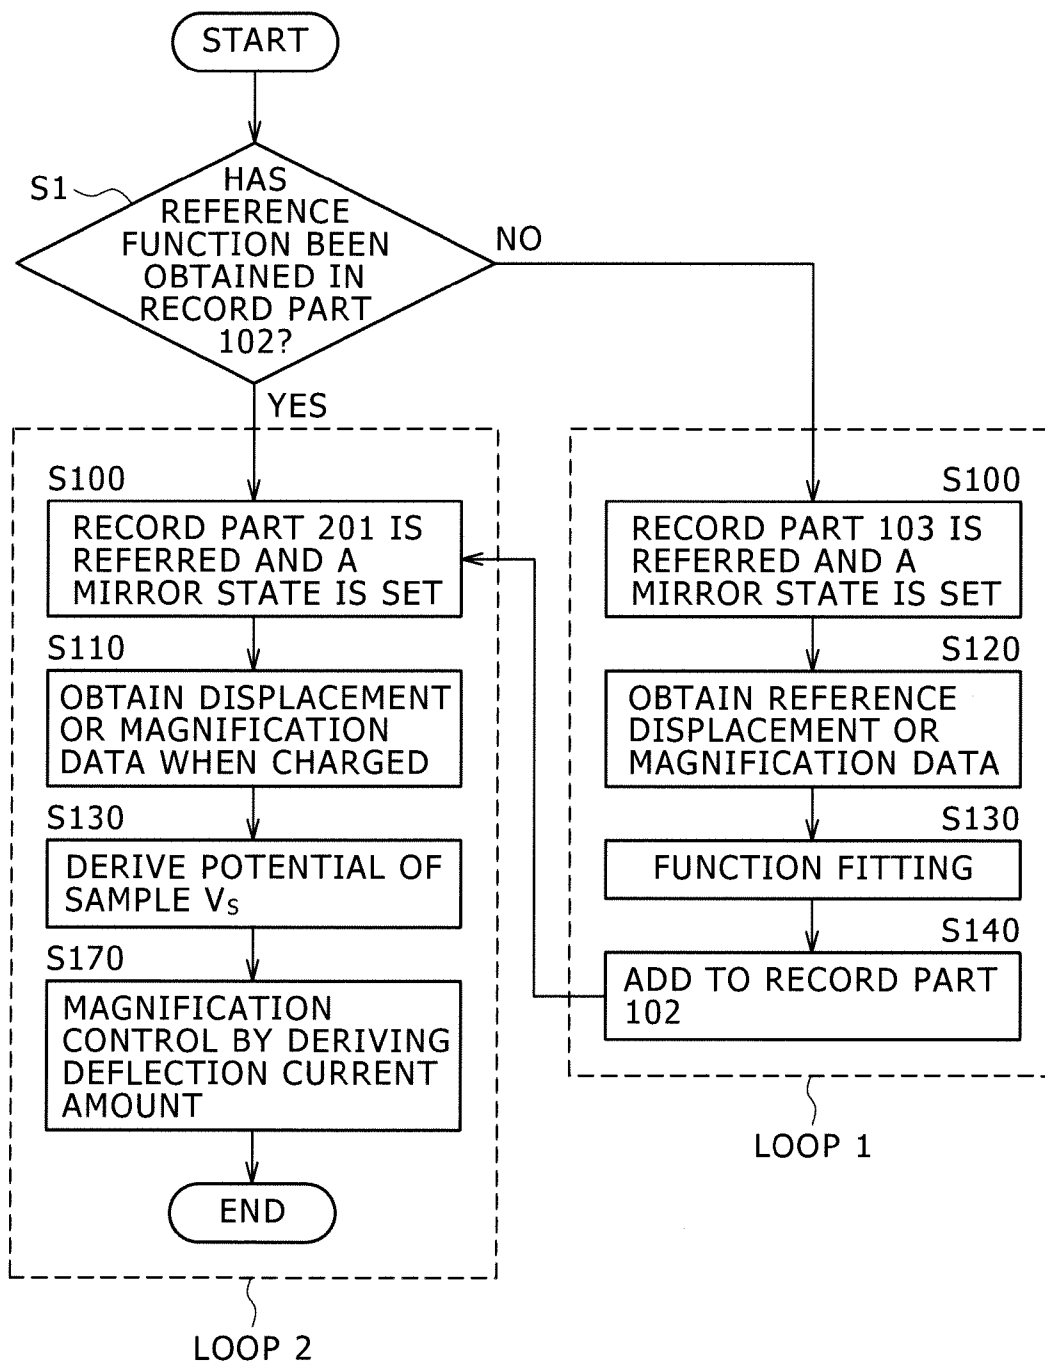 START
S1
HAS
REFERENCE
FUNCTION BEEN
OBTAINED IN
RECORD PART
102?
NO
YES
S100
RECORD PART 201 IS
REFERRED AND A
MIRROR STATE IS SET
S110
OBTAIN DISPLACEMENT
OR MAGNIFICATION
DATA WHEN CHARGED
S130
DERIVE POTENTIAL OF
SAMPLE VS
S170
MAGNIFICATION
CONTROL BY DERIVING
DEFLECTION CURRENT
AMOUNT
END
LOOP 2
S100
RECORD PART 103 IS
REFERRED AND A
MIRROR STATE IS SET
S120
OBTAIN REFERENCE
DISPLACEMENT OR
MAGNIFICATION DATA
S130
FUNCTION FITTING
S140
ADD TO RECORD PART
102
LOOP 1